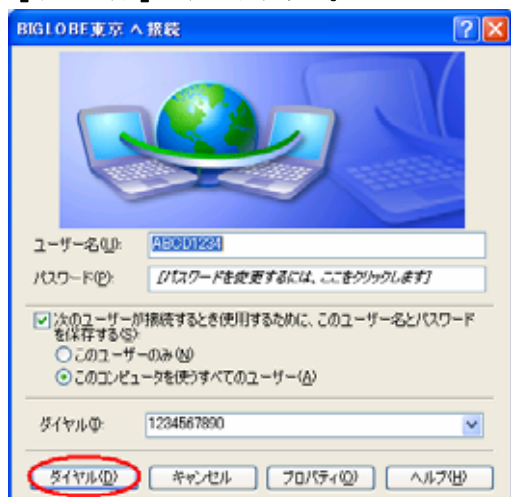 BIGLOBE東京 へ接続
ユーザー名(U):
ABCD1234
パスワード(P):
[パスワードを変更するには、ここをクリックします]
次のユーザーが接続するとき使用するために、このユーザー名とパスワード
を保存する(S):
このユーザーのみ(N)
このコンピュータを使うすべてのユーザー(A)
ダイヤル(I):
1234567890
ダイヤル(D)
キャンセル
プロパティ(O)
ヘルプ(H)